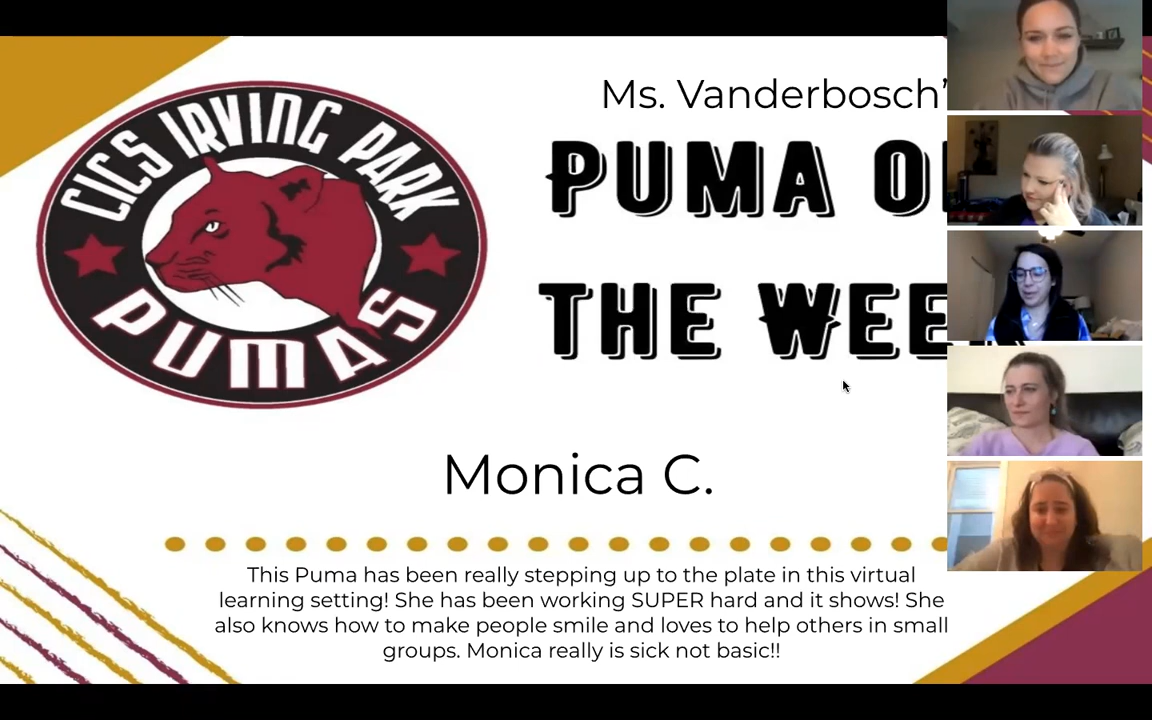 CICS IRVING PARK
PUMAS
Ms. Vanderbosch'
PUMA O
THE WEE
Monica C.
This Puma has been really stepping up to the plate in this virtual
learning setting! She has been working SUPER hard and it shows! She
also knows how to make people smile and loves to help others in small
groups. Monica really is sick not basic!!